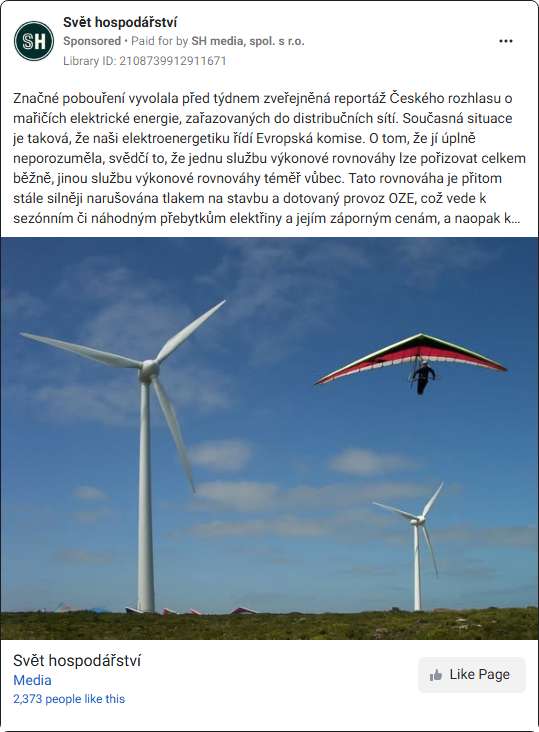 SH
Svět hospodářství
Sponsored • Paid for by SH media, spol. s r.o.
Library ID: 2108739912911671
Značné pobouření vyvolala před týdnem zveřejněná reportáž Českého rozhlasu o
mařičích elektrické energie, zařazovaných do distribučních sítí. Současná situace
je taková, že naši elektroenergetiku řídí Evropská komise. O tom, že jí úplně
neporozuměla, svědčí to, že jednu službu výkonové rovnováhy lze pořizovat celkem
běžně, jinou službu výkonové rovnováhy téměř vůbec. Tato rovnováha je přitom
stále silněji narušována tlakem na stavbu a dotovaný provoz OZE, což vede k
sezónním či náhodným přebytkům elektřiny a jejím záporným cenám, a naopak k...
Svět hospodářství
Media
2,373 people like this
Like Page